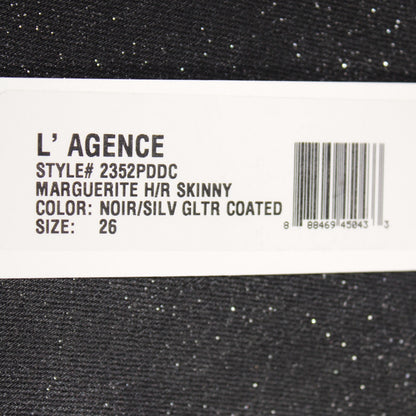 L' AGENCE
STYLE# 2352PDDC
MARGUERITE H/R SKINNY
COLOR: NOIR/SILV GLTR COATED
SIZE: 26
8 88469 45043 3